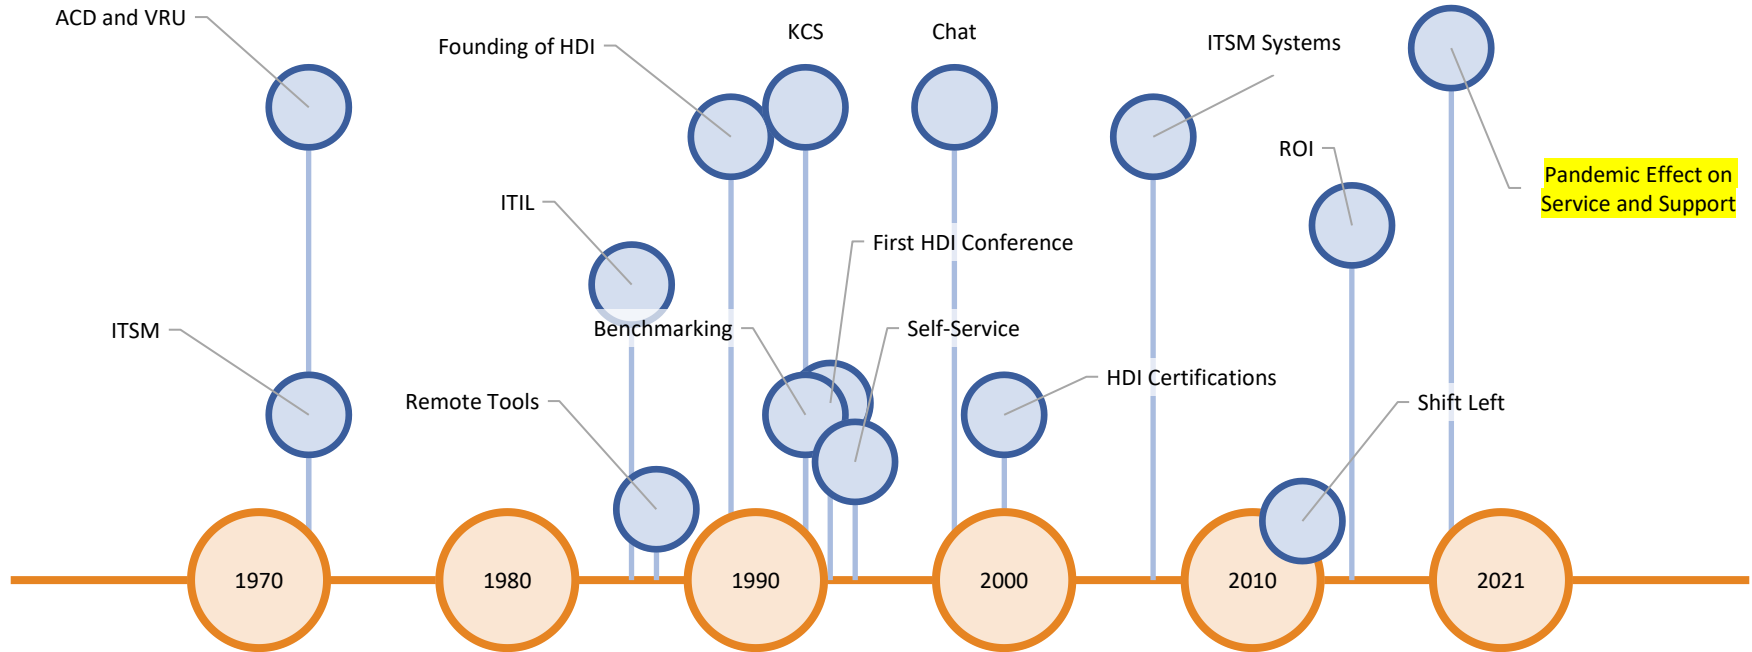 ACD and VRU
Founding of HDI
KCS
Chat
ITSM Systems
ROI
Pandemic Effect on
Service and Support
ITIL
First HDI Conference
ITSM
Benchmarking
Self-Service
Remote Tools
HDI Certifications
Shift Left
1970
1980
1990
2000
2010
2021